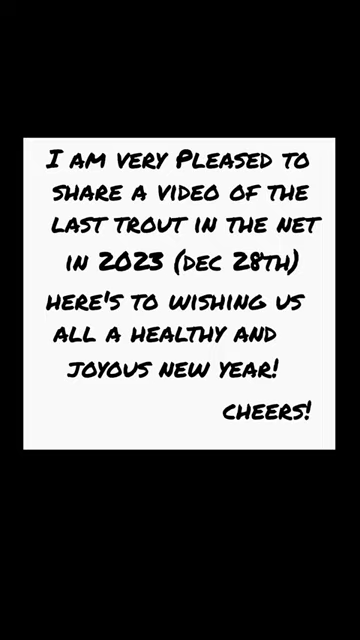 I AM VERY PLEASED TO
SHARE A VIDEO OF THE
LAST TROUT IN THE NET
IN 2023 (DEC 28TH)
HERE'S TO WISHING US
ALL A HEALTHY AND
JOYOUS NEW YEAR!
CHEERS!